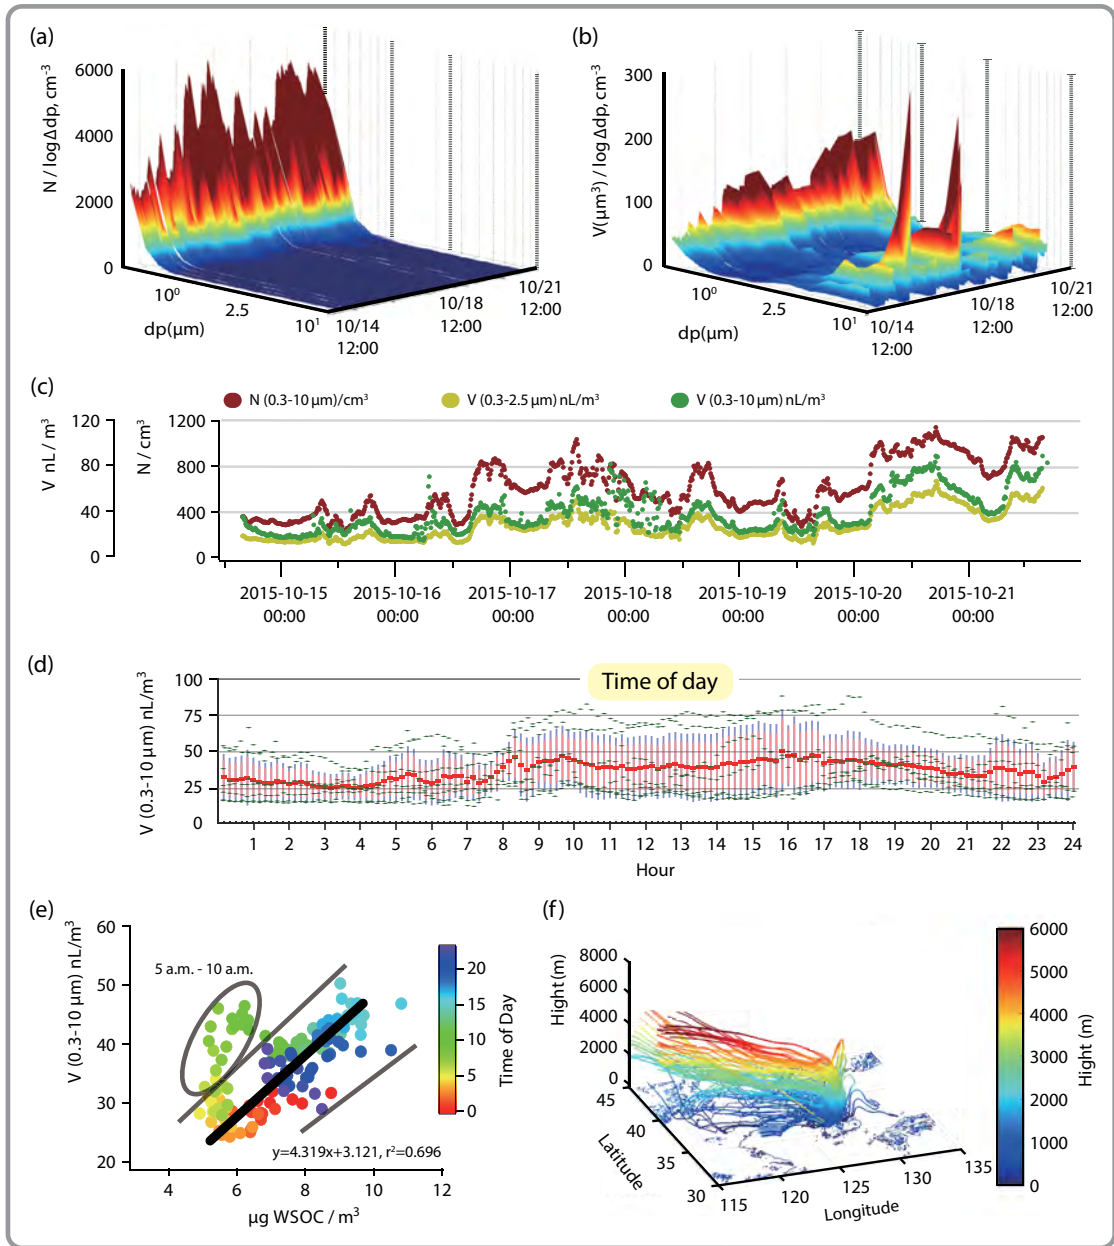 (a)
6000
4000
2000
0
N / log Δdp, cm-3
10⁰
2.5
10¹
dp(μm)
10/14
12:00
10/18
12:00
10/21
12:00
(b)
300
200
100
0
V(μm³) / log Δdp, cm-3
10⁰
2.5
10¹
dp(μm)
10/14
12:00
10/18
12:00
10/21
12:00
(c)
N (0.3-10 μm)/cm³
V (0.3-2.5 μm) nL/m³
V (0.3-10 μm) nL/m³
V nL / m³
120
80
40
0
N / cm³
1200
800
400
0
2015-10-15
00:00
2015-10-16
00:00
2015-10-17
00:00
2015-10-18
00:00
2015-10-19
00:00
2015-10-20
00:00
2015-10-21
00:00
(d)
Time of day
V (0.3-10 μm) nL/m³
100
75
50
25
0
1 2 3 4 5 6 7 8 9 10 11 12 13 14 15 16 17 18 19 20 21 22 23 24
Hour
(e)
V (0.3-10 μm) nL/m³
60
50
40
30
20
5 a.m. - 10 a.m.
y=4.319x+3.121, r²=0.696
4 6 8 10 12
μg WSOC / m³
20
15
10
5
0
Time of Day
(f)
Hight(m)
8000
6000
4000
2000
0
45
40
35
30
Latitude
115
120
125
130
135
Longitude
6000
5000
4000
3000
2000
1000
0
Hight (m)